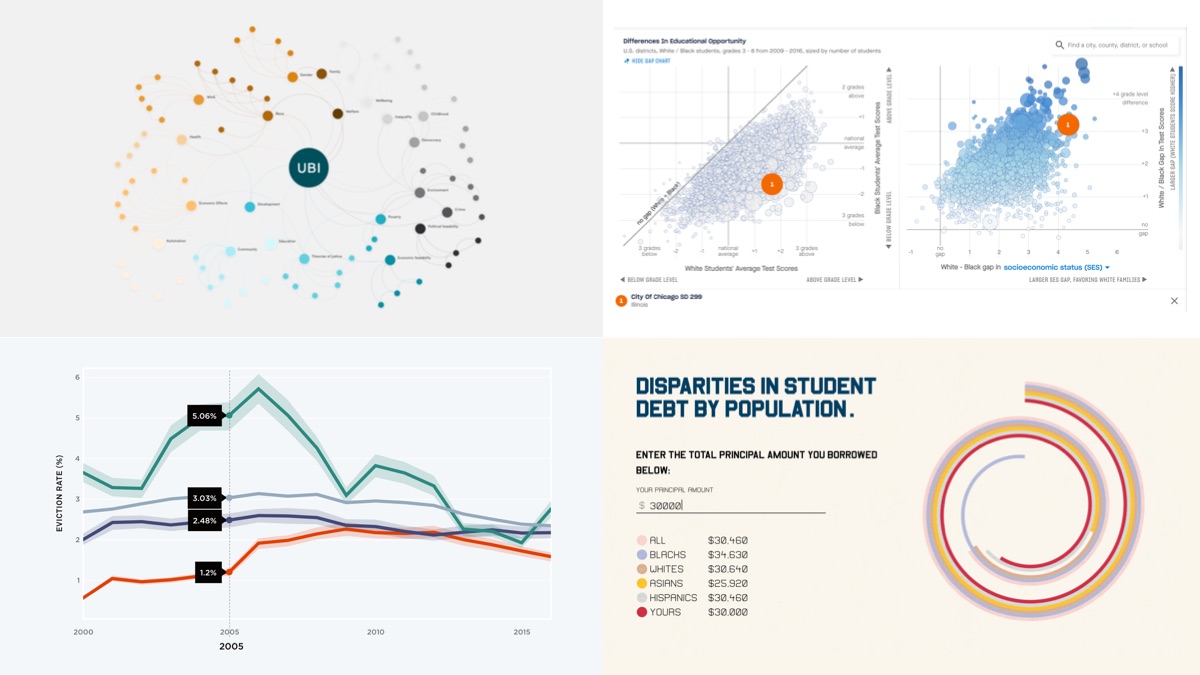 UBI
Gender
Family
Work
Story
Welfare
Wellbeing
Inequality
Childhood
Health
Democracy
Environment
Economic Effects
Development
Crime
Poverty
Political feasibility
Automation
Community
Education
Theories of Justice
Economic feasibility
Differences In Educational Opportunity
U.S. districts, White / Black students, grades 3 - 8 from 2009 - 2016, sized by number of students
HIDE GAP CHART
Find a city, county, district, or school
3 grades
above
+1
national
average
-1
-2
3 grades
below
no gap (White = Black)
Black Students' Average Test Scores
ABOVE GRADE LEVEL
BELOW GRADE LEVEL
1
3 grades
below
-2
-1
national
average
+1
+2
3 grades
above
White Students' Average Test Scores
BELOW GRADE LEVEL
ABOVE GRADE LEVEL
+4 grade level
difference
+3
+2
+1
no
gap
White / Black Gap In Test Scores
LARGER GAP (WHITE STUDENTS SCORE HIGHER)
1
-1
no
gap
1
2
3
4
5
6
White - Black gap in socioeconomic status (SES)
LARGER SES GAP, FAVORING WHITE FAMILIES
1 City Of Chicago SD 299
Illinois
EVICTION RATE (%)
6
5
4
3
2
1
5.06%
3.03%
2.48%
1.2%
2000
2005
2010
2015
2005
DISPARITIES IN STUDENT
DEBT BY POPULATION.
ENTER THE TOTAL PRINCIPAL AMOUNT YOU BORROWED
BELOW:
YOUR PRINCIPAL AMOUNT
$ 30000
ALL $30,460
BLACKS $34,630
WHITES $30,640
ASIANS $25,920
HISPANICS $30,460
YOURS $30,000